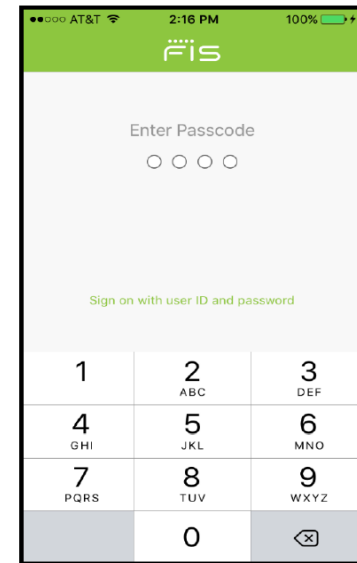 AT&T 2:16 PM 100%
FIS
Enter Passcode
Sign on with user ID and password
1 2 3
ABC DEF
4 5 6
GHI JKL MNO
7 8 9
PQRS TUV WXYZ
0